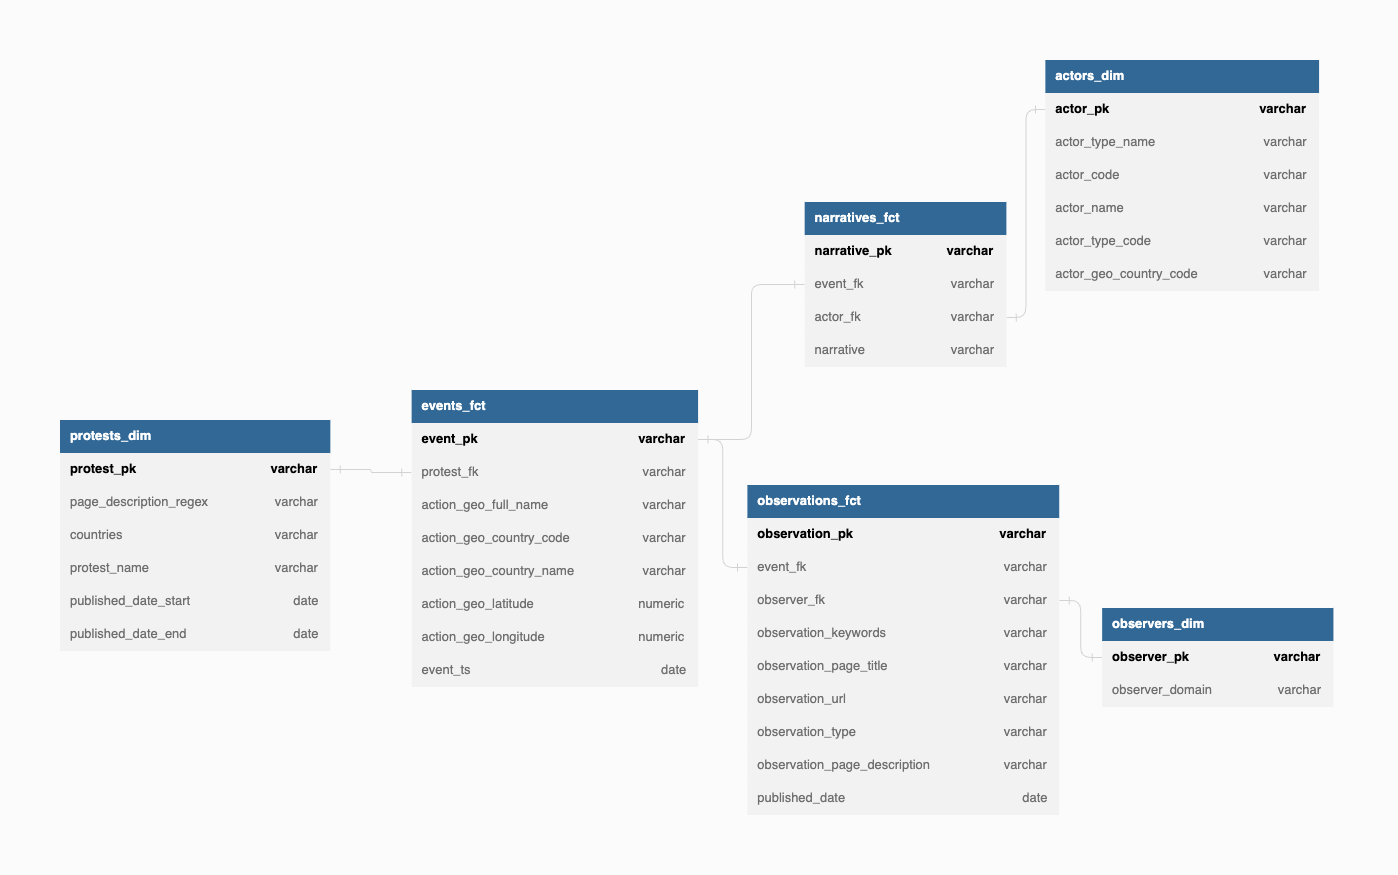 actors_dim
actor_pk varchar
actor_type_name varchar
actor_code varchar
actor_name varchar
actor_type_code varchar
actor_geo_country_code varchar
narratives_fct
narrative_pk varchar
event_fk varchar
actor_fk varchar
narrative varchar
events_fct
event_pk varchar
protest_fk varchar
action_geo_full_name varchar
action_geo_country_code varchar
action_geo_country_name varchar
action_geo_latitude numeric
action_geo_longitude numeric
event_ts date
protests_dim
protest_pk varchar
page_description_regex varchar
countries varchar
protest_name varchar
published_date_start date
published_date_end date
observations_fct
observation_pk varchar
event_fk varchar
observer_fk varchar
observation_keywords varchar
observation_page_title varchar
observation_url varchar
observation_type varchar
observation_page_description varchar
published_date date
observers_dim
observer_pk varchar
observer_domain varchar